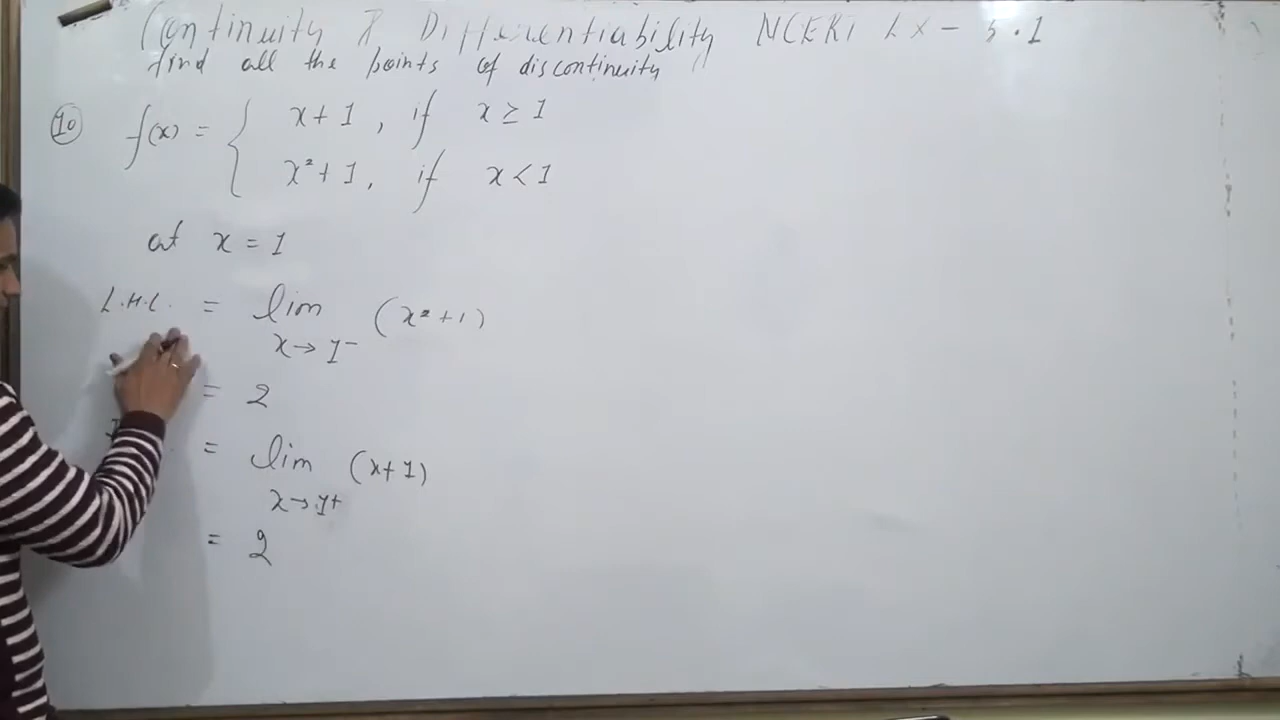 Continuity & Differentiability NCERT EX - 5.1
find all the points of discontinuity
10 f(x) = { x + 1 , if x ≥ 1
x² + 1 , if x < 1
at x = 1
L.H.L. = lim (x² + 1)
x → 1⁻
= 2
= lim (x + 1)
x → 1⁺
= 2